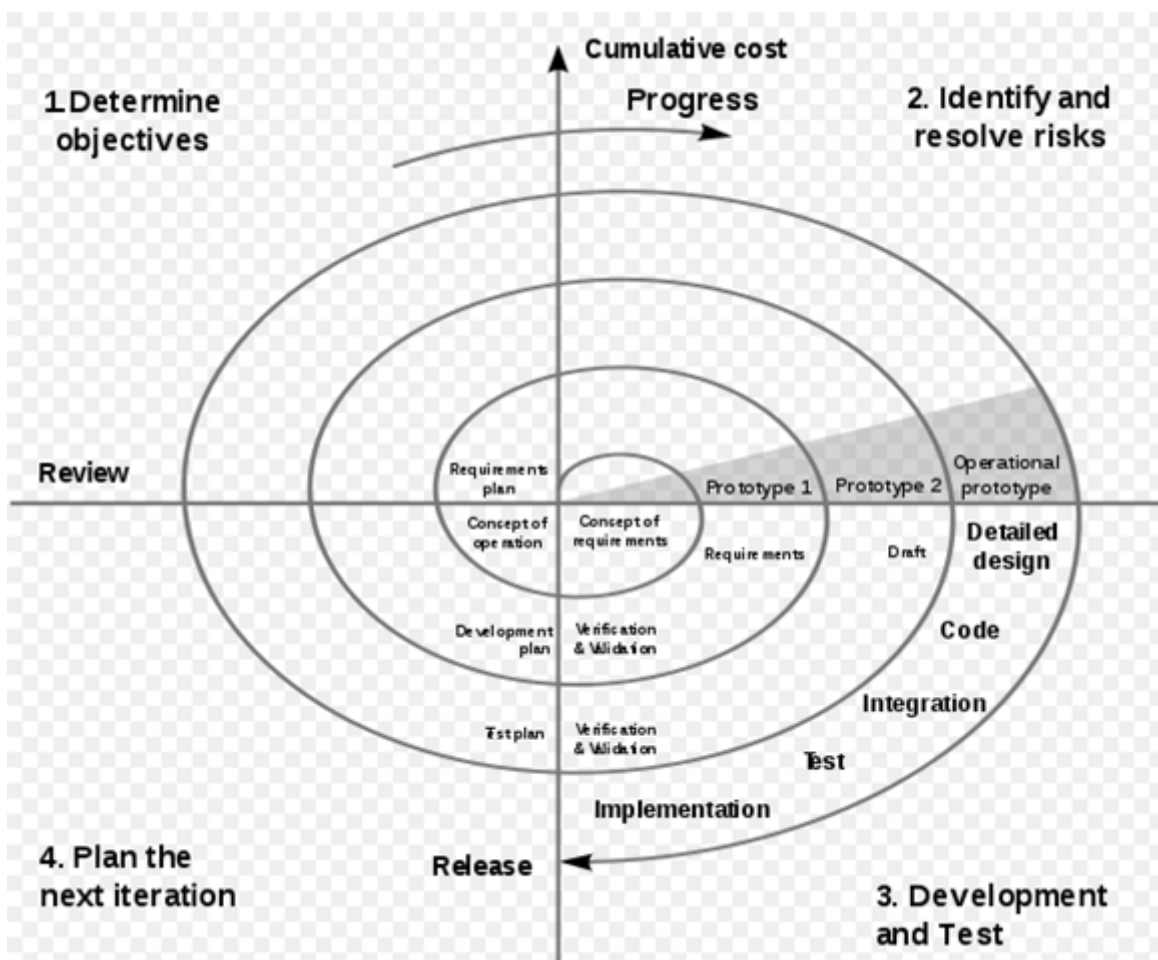 Cumulative cost
Progress
1.Determine
objectives
2. Identify and
resolve risks
Review
Requirements
plan
Prototype 1
Prototype 2
Operational
prototype
Concept of
operation
Concept of
requirements
Requirements
Draft
Detailed
design
Development
plan
Verification
& Validation
Code
Integration
Test plan
Verification
& Validation
Test
Implementation
Release
4. Plan the
next iteration
3. Development
and Test